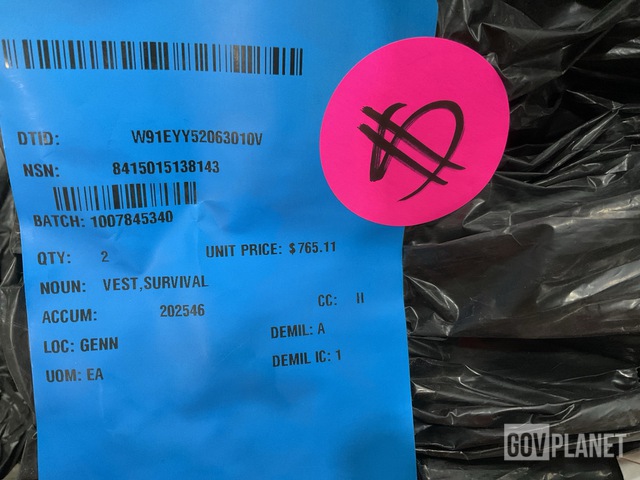 DTID: W91EYY52063010V
NSN: 8415015138143
BATCH: 1007845340
QTY: 2 UNIT PRICE: $765.11
NOUN: VEST,SURVIVAL
ACCUM: 202546 CC: H
LOC: GENN DEMIL: A
UOM: EA DEMIL IC: 1
GOVPLANET